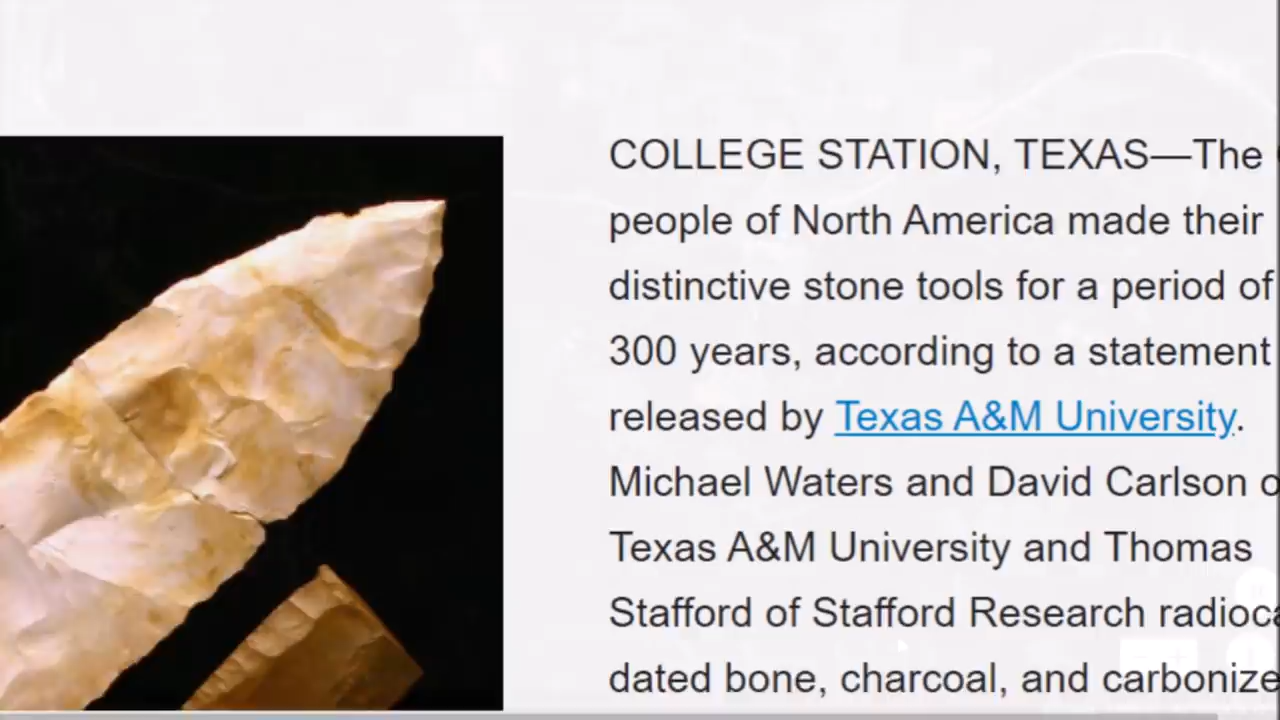 COLLEGE STATION, TEXAS—The
people of North America made their
distinctive stone tools for a period of
300 years, according to a statement
released by Texas A&M University.
Michael Waters and David Carlson o
Texas A&M University and Thomas
Stafford of Stafford Research radioca
dated bone, charcoal, and carbonize